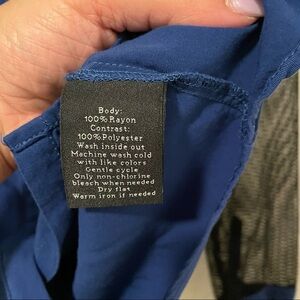 Body:
100% Rayon
Contrast:
100% Polyester
Wash inside out
Machine wash cold
with like colors
Gentle cycle
Only non-chlorine
bleach when needed
Dry flat
Warm iron if needed